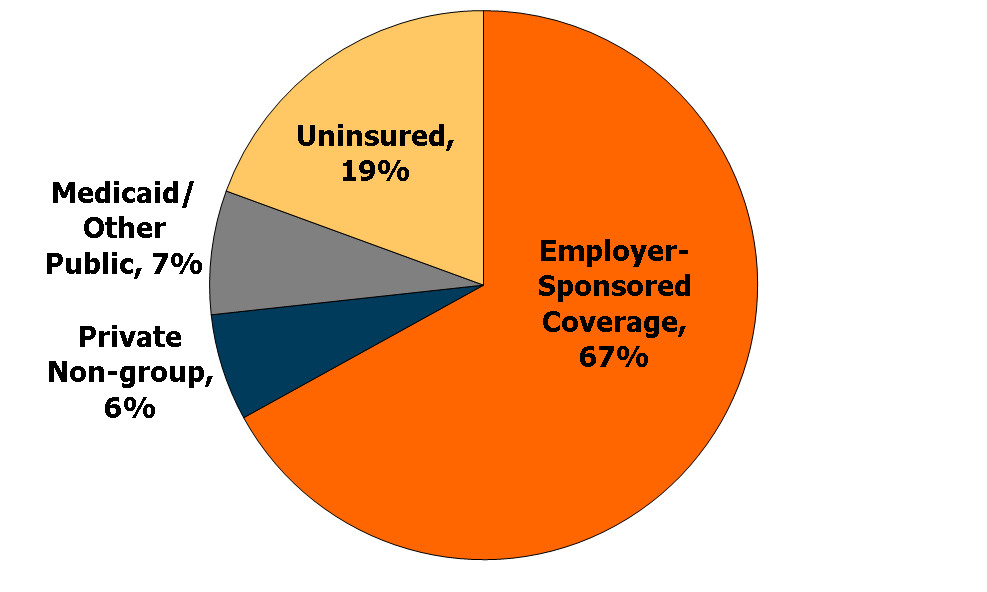 Uninsured,
19%
Medicaid/
Other
Public, 7%
Private
Non-group,
6%
Employer-
Sponsored
Coverage,
67%